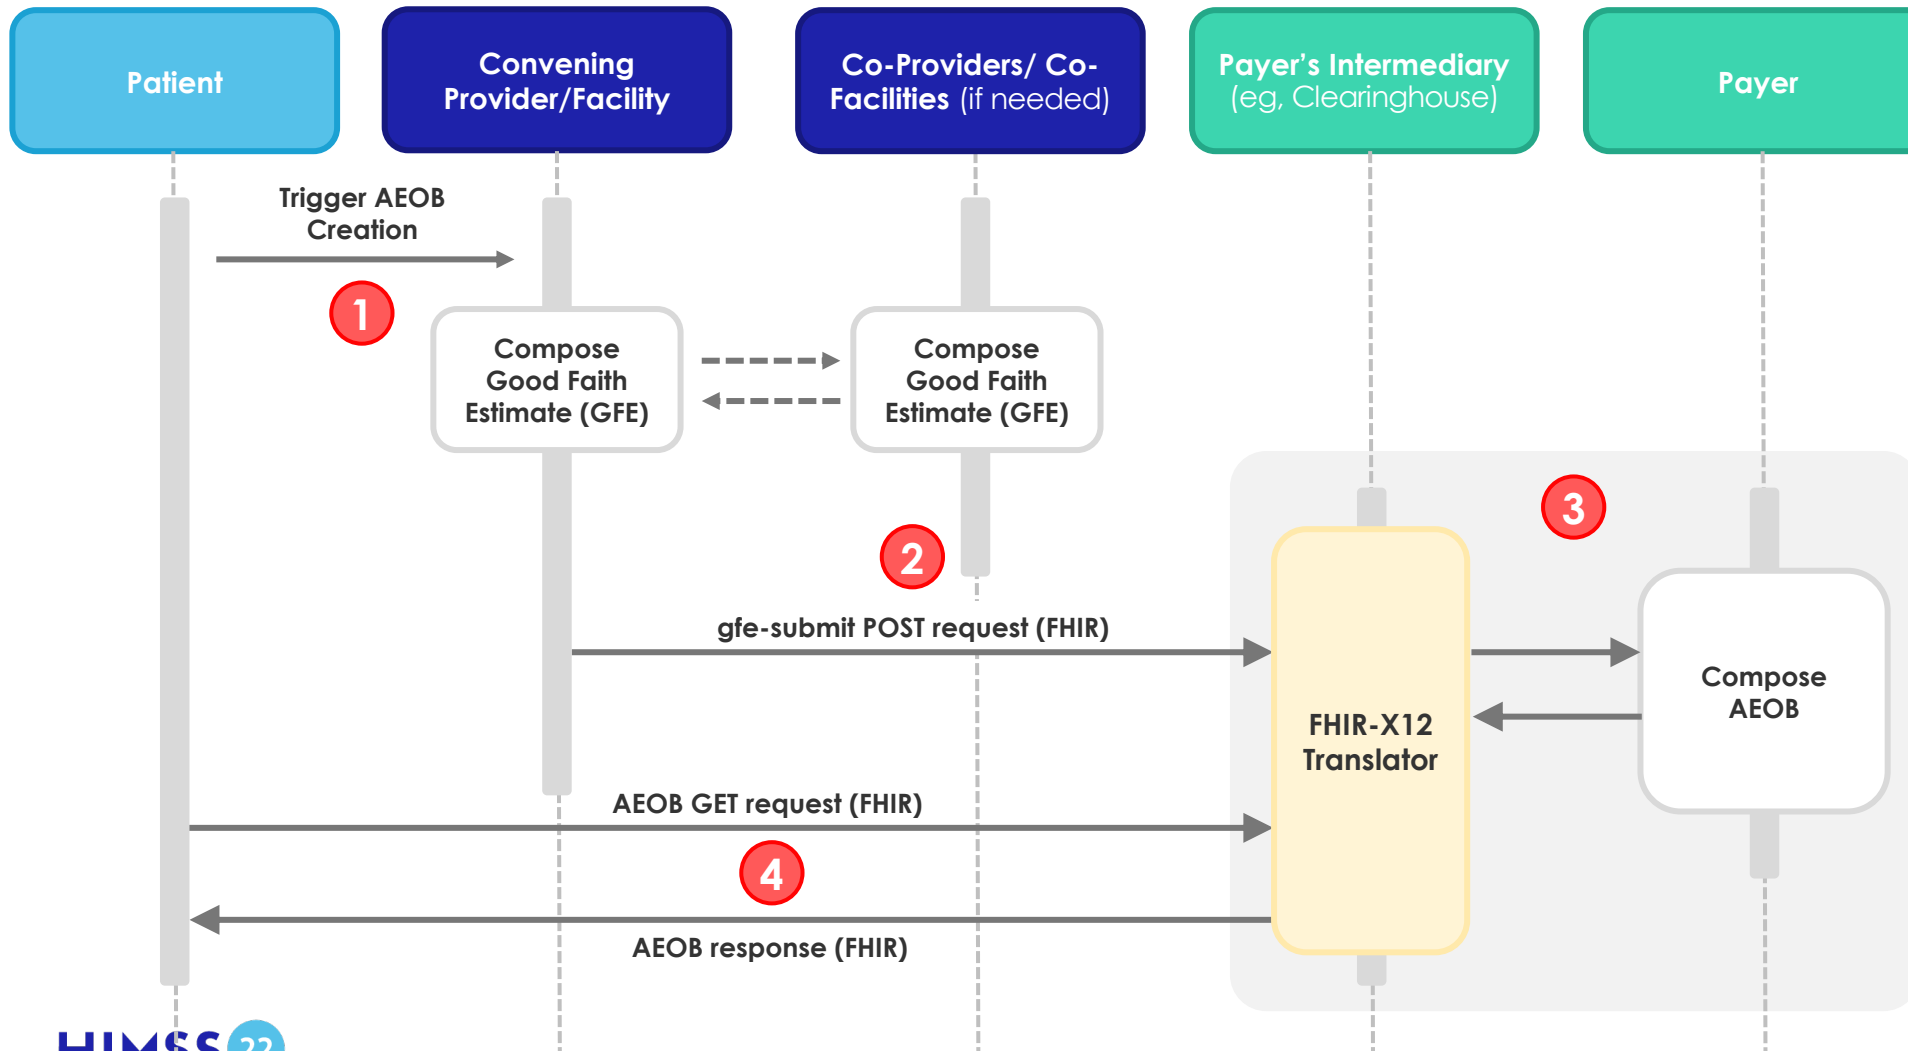 Patient
Convening
Provider/Facility
Co-Providers/ Co-
Facilities (if needed)
Payer’s Intermediary
(eg, Clearinghouse)
Payer
Trigger AEOB
Creation
1
Compose
Good Faith
Estimate (GFE)
Compose
Good Faith
Estimate (GFE)
2
3
gfe-submit POST request (FHIR)
FHIR-X12
Translator
Compose
AEOB
AEOB GET request (FHIR)
4
AEOB response (FHIR)
HIMSS 22